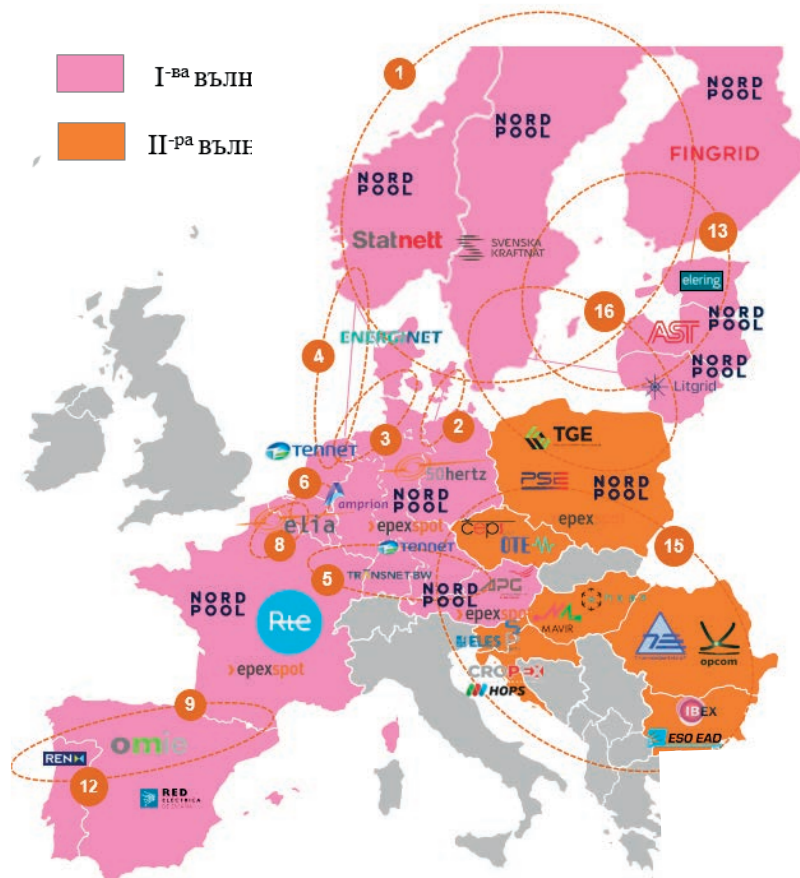 I-ва вълн
II-ра вълн
1
NORD
POOL
NORD
POOL
FINGRID
NORD
POOL
Statnett
SVENSKA
KRAFTNÄT
13
elering
16
ENERGINET
AST
NORD
POOL
4
NORD
POOL
Litgrid
2
3
TGE
TENNET
50hertz
PSE
NORD
POOL
6
amprion
NORD
POOL
elia
epexspot
čeps
epex
OTE
8
TENNET
15
5
TRANSNET BW
APG
NORD
POOL
NORD
POOL
Rte
epexspot
MAVIR
ELES
opcom
epexspot
CROPEX
HOPS
9
IBEX
omie
ESO EAD
REN
12
RED
ELÉCTRICA